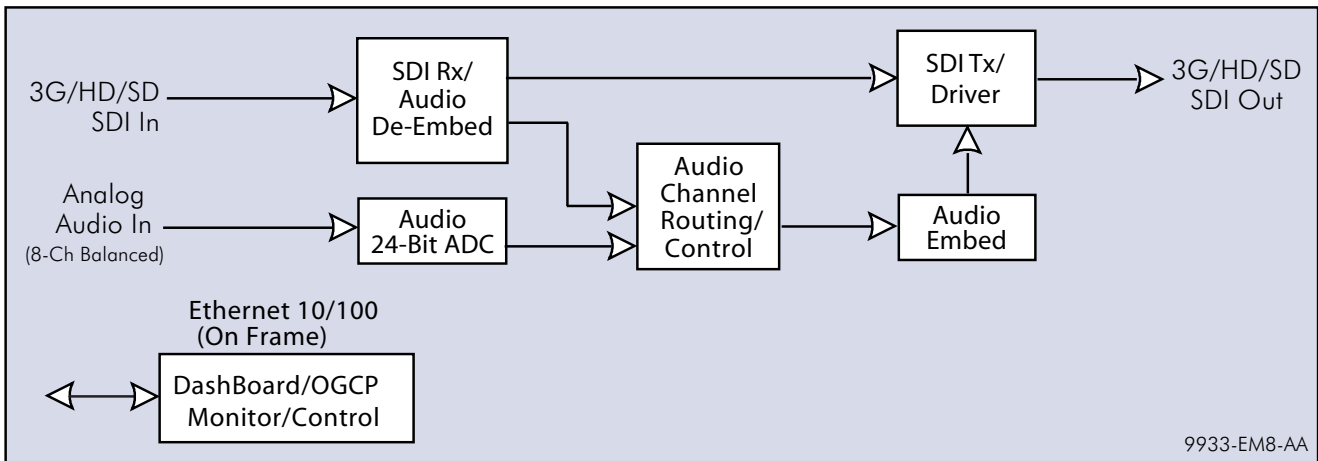 3G/HD/SD
SDI In
SDI Rx/
Audio
De-Embed
SDI Tx/
Driver
3G/HD/SD
SDI Out
Analog
Audio In
(8-Ch Balanced)
Audio
24-Bit ADC
Audio
Channel
Routing/
Control
Audio
Embed
Ethernet 10/100
(On Frame)
DashBoard/OGCP
Monitor/Control
9933-EM8-AA